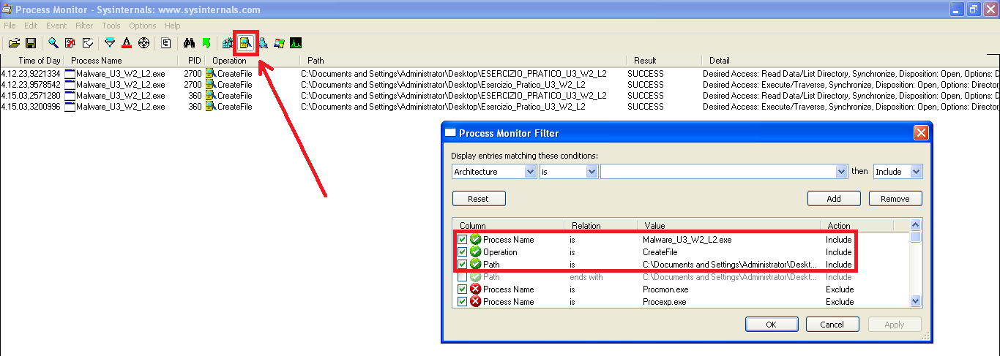 Process Monitor - Sysinternals: www.sysinternals.com
File Edit Event Filter Tools Options Help
Time of Day Process Name PID Operation Path Result Detail
4.12.23,9221334 Malware_U3_W2_L2.exe 2700 CreateFile C:\Documents and Settings\Administrator\Desktop\ESERCIZIO_PRATICO_U3_W2_L2 SUCCESS Desired Access: Read Data/List Directory, Synchronize, Disposition: Open, Options: Di
4.12.23,9578542 Malware_U3_W2_L2.exe 2700 CreateFile C:\Documents and Settings\Administrator\Desktop\Esercizio_Pratico_U3_W2_L2 SUCCESS Desired Access: Execute/Traverse, Synchronize, Disposition: Open, Options: Director
4.15.03,2571280 Malware_U3_W2_L2.exe 360 CreateFile C:\Documents and Settings\Administrator\Desktop\ESERCIZIO_PRATICO_U3_W2_L2 SUCCESS Desired Access: Read Data/List Directory, Synchronize, Disposition: Open, Options: Di
4.15.03,3200996 Malware_U3_W2_L2.exe 360 CreateFile C:\Documents and Settings\Administrator\Desktop\Esercizio_Pratico_U3_W2_L2 SUCCESS Desired Access: Execute/Traverse, Synchronize, Disposition: Open, Options: Director
Process Monitor Filter
Display entries matching these conditions:
Architecture is then Include
Reset Add Remove
Column Relation Value Action
Process Name is Malware_U3_W2_L2.exe Include
Operation is CreateFile Include
Path is C:\Documents and Settings\Administrator\Deskt... Include
Path ends with C:\Documents and Settings\Administrator\Deskt... Include
Process Name is Procmon.exe Exclude
Process Name is Procexp.exe Exclude
OK Cancel Apply